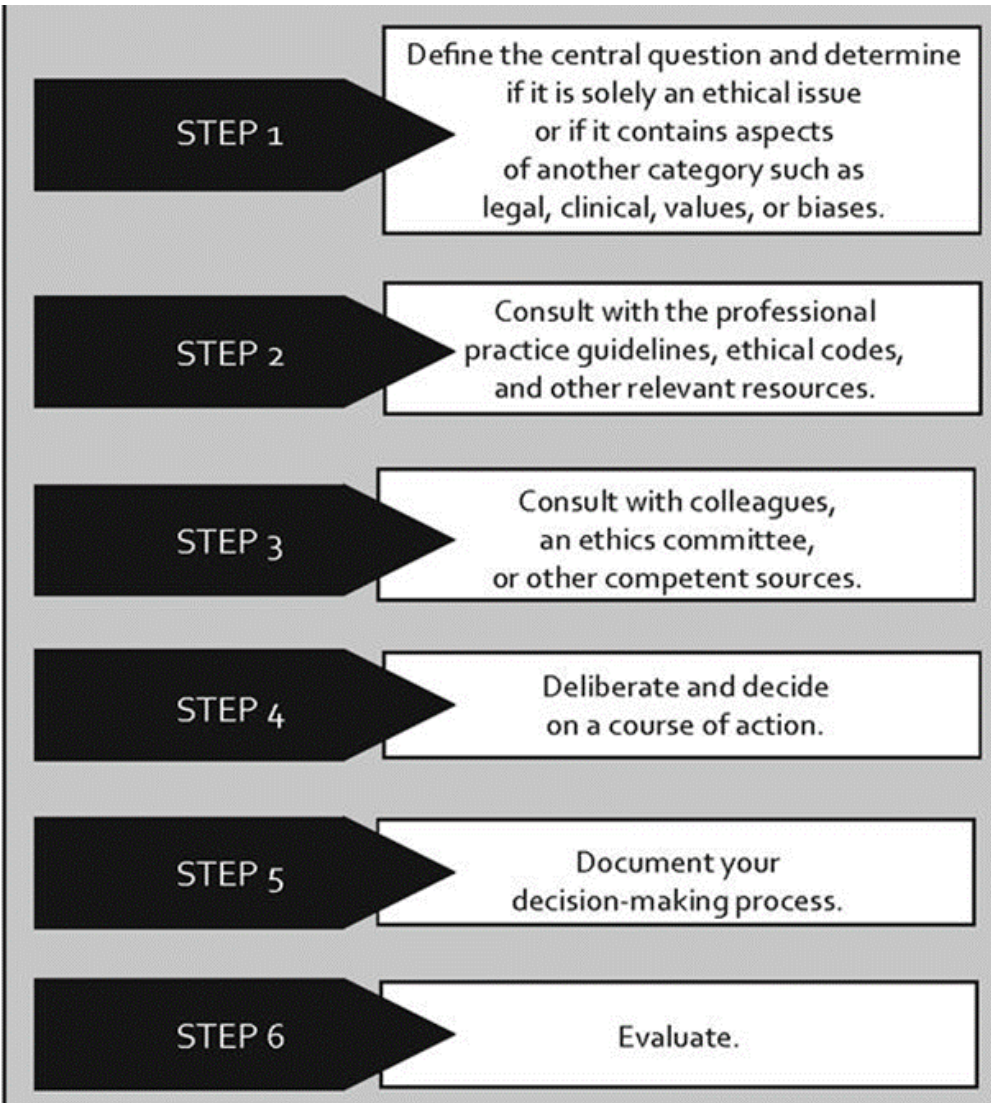 STEP 1
Define the central question and determine
if it is solely an ethical issue
or if it contains aspects
of another category such as
legal, clinical, values, or biases.
STEP 2
Consult with the professional
practice guidelines, ethical codes,
and other relevant resources.
STEP 3
Consult with colleagues,
an ethics committee,
or other competent sources.
STEP 4
Deliberate and decide
on a course of action.
STEP 5
Document your
decision-making process.
STEP 6
Evaluate.